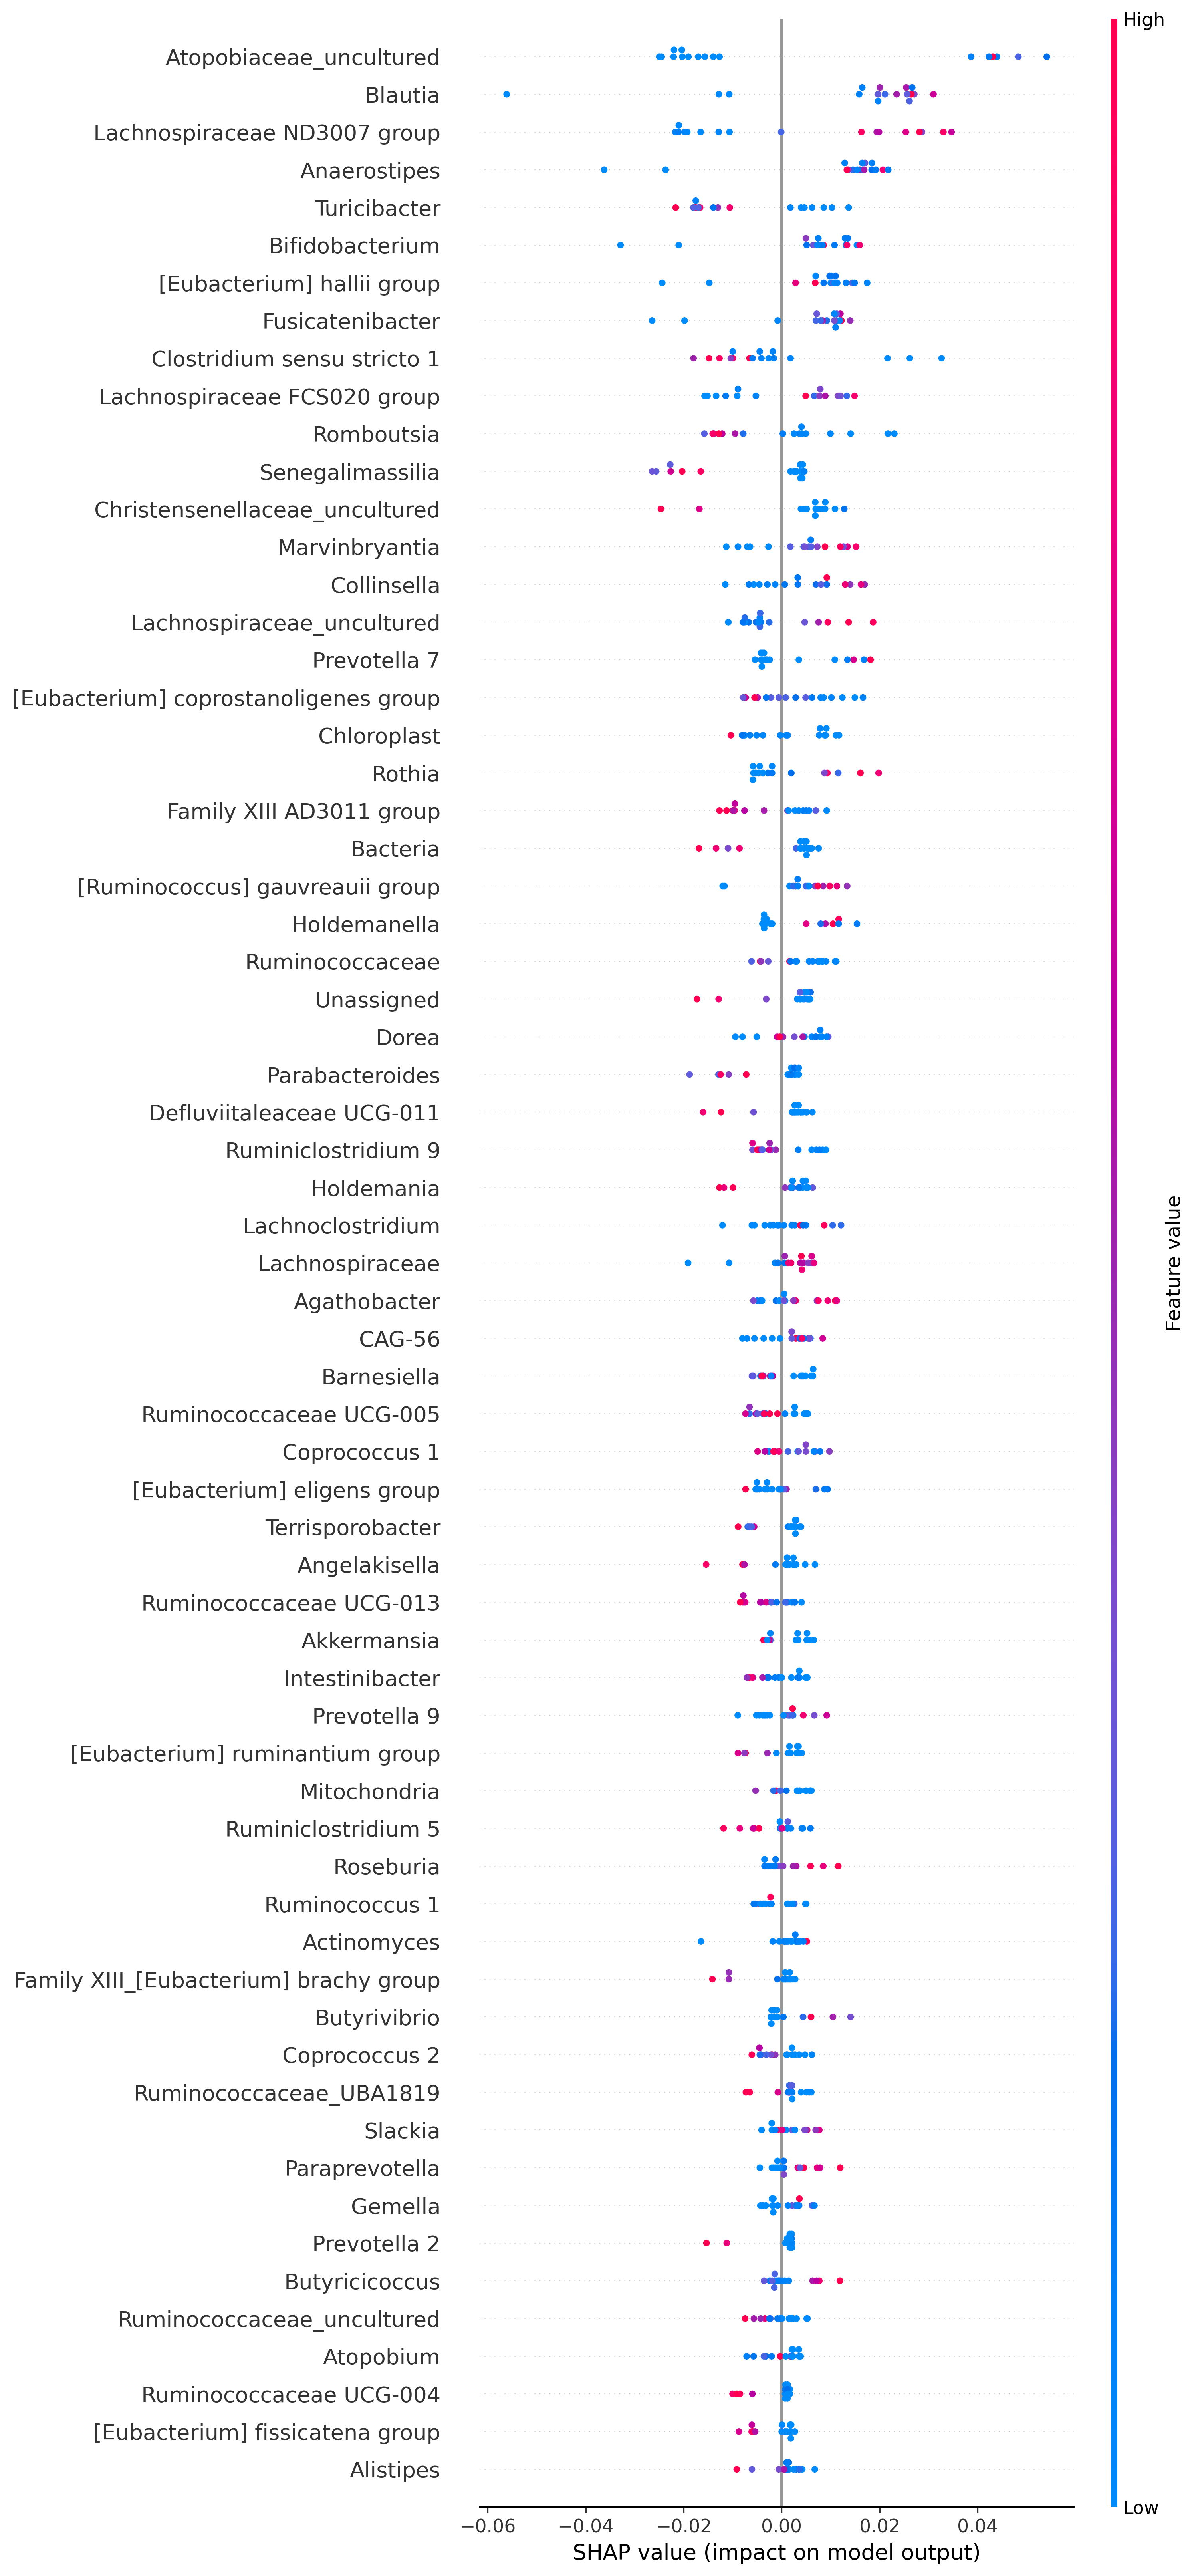 High
Atopobiaceae_uncultured
Blautia
Lachnospiraceae ND3007 group
Anaerostipes
Turicibacter
Bifidobacterium
[Eubacterium] hallii group
Fusicatenibacter
Clostridium sensu stricto 1
Lachnospiraceae FCS020 group
Romboutsia
Senegalimassilia
Christensenellaceae_uncultured
Marvinbryantia
Collinsella
Lachnospiraceae_uncultured
Prevotella 7
[Eubacterium] coprostanoligenes group
Chloroplast
Rothia
Family XIII AD3011 group
Bacteria
[Ruminococcus] gauvreauii group
Holdemanella
Ruminococcaceae
Unassigned
Dorea
Parabacteroides
Defluviitaleaceae UCG-011
Ruminiclostridium 9
Holdemania
Lachnoclostridium
Lachnospiraceae
Agathobacter
CAG-56
Barnesiella
Ruminococcaceae UCG-005
Coprococcus 1
[Eubacterium] eligens group
Terrisporobacter
Angelakisella
Ruminococcaceae UCG-013
Akkermansia
Intestinibacter
Prevotella 9
[Eubacterium] ruminantium group
Mitochondria
Ruminiclostridium 5
Roseburia
Ruminococcus 1
Actinomyces
Family XIII_[Eubacterium] brachy group
Butyrivibrio
Coprococcus 2
Ruminococcaceae_UBA1819
Slackia
Paraprevotella
Gemella
Prevotella 2
Butyricicoccus
Ruminococcaceae_uncultured
Atopobium
Ruminococcaceae UCG-004
[Eubacterium] fissicatena group
Alistipes
Feature value
Low
−0.06 −0.04 −0.02 0.00 0.02 0.04
SHAP value (impact on model output)